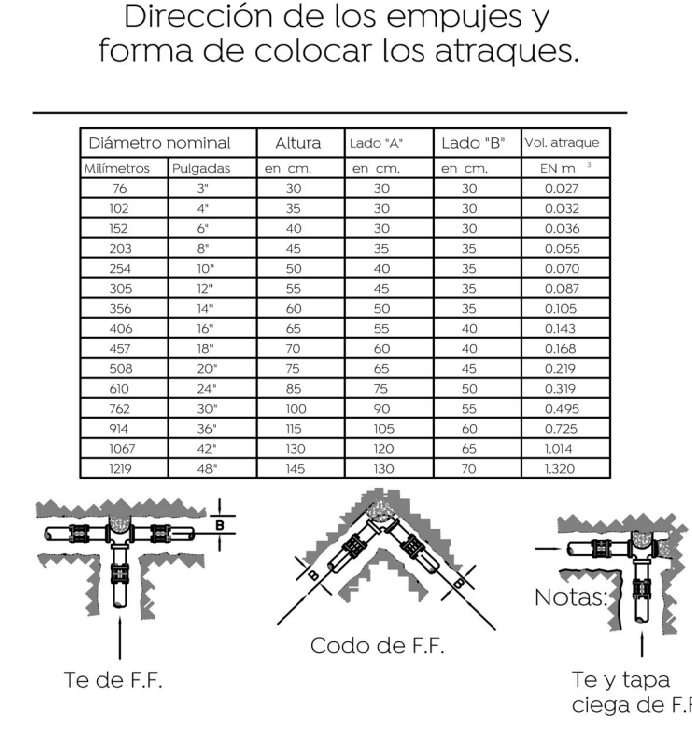 Dirección de los empujes y
forma de colocar los atraques.
Diámetro nominal Altura Lado "A" Lado "B" Vol. atraque
Milímetros Pulgadas en cm. en cm. en cm. EN m 3
76 3" 30 30 30 0.027
102 4" 35 30 30 0.032
152 6" 40 30 30 0.036
203 8" 45 35 35 0.055
254 10" 50 40 35 0.070
305 12" 55 45 35 0.087
356 14" 60 50 35 0.105
406 16" 65 55 40 0.143
457 18" 70 60 40 0.168
508 20" 75 65 45 0.219
610 24" 85 75 50 0.319
762 30" 100 90 55 0.495
914 36" 115 105 60 0.725
1067 42" 130 120 65 1.014
1219 48" 145 130 70 1.320
B
B
B
Notas:
Te de F.F.
Codo de F.F.
Te y tapa
ciega de F.F